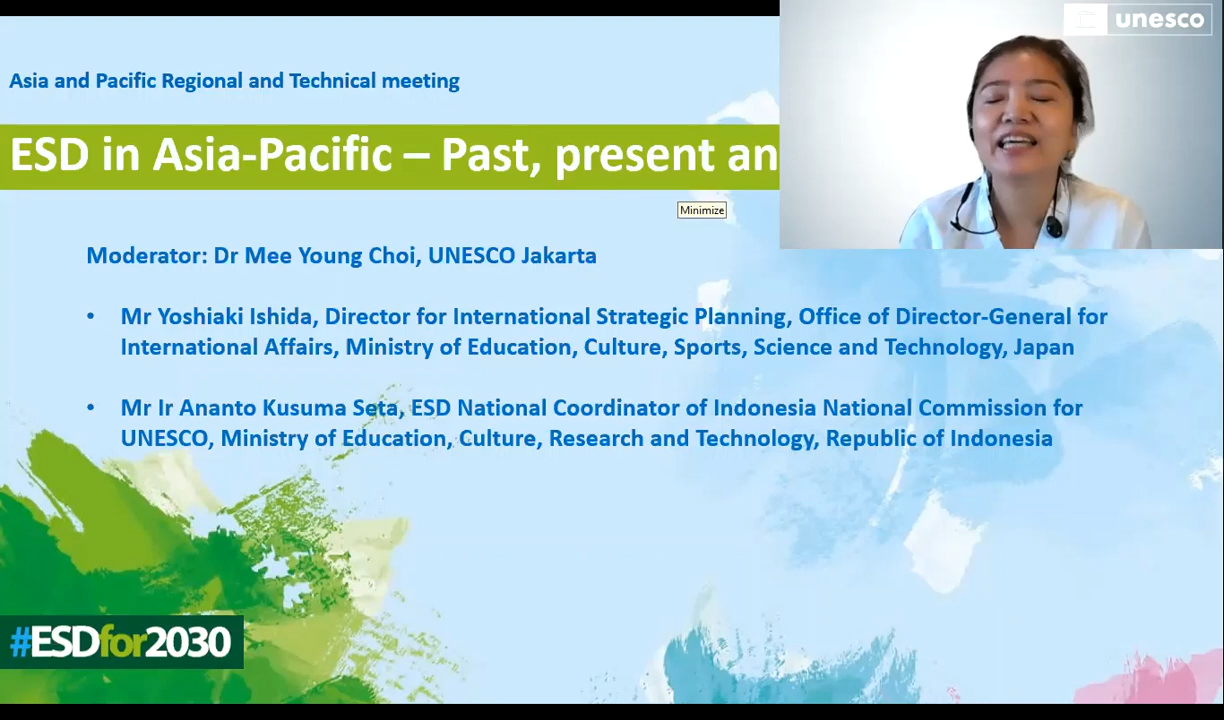 unesco
Asia and Pacific Regional and Technical meeting
ESD in Asia-Pacific – Past, present an
Minimize
Moderator: Dr Mee Young Choi, UNESCO Jakarta
• Mr Yoshiaki Ishida, Director for International Strategic Planning, Office of Director-General for
International Affairs, Ministry of Education, Culture, Sports, Science and Technology, Japan
• Mr Ir Ananto Kusuma Seta, ESD National Coordinator of Indonesia National Commission for
UNESCO, Ministry of Education, Culture, Research and Technology, Republic of Indonesia
#ESDfor2030